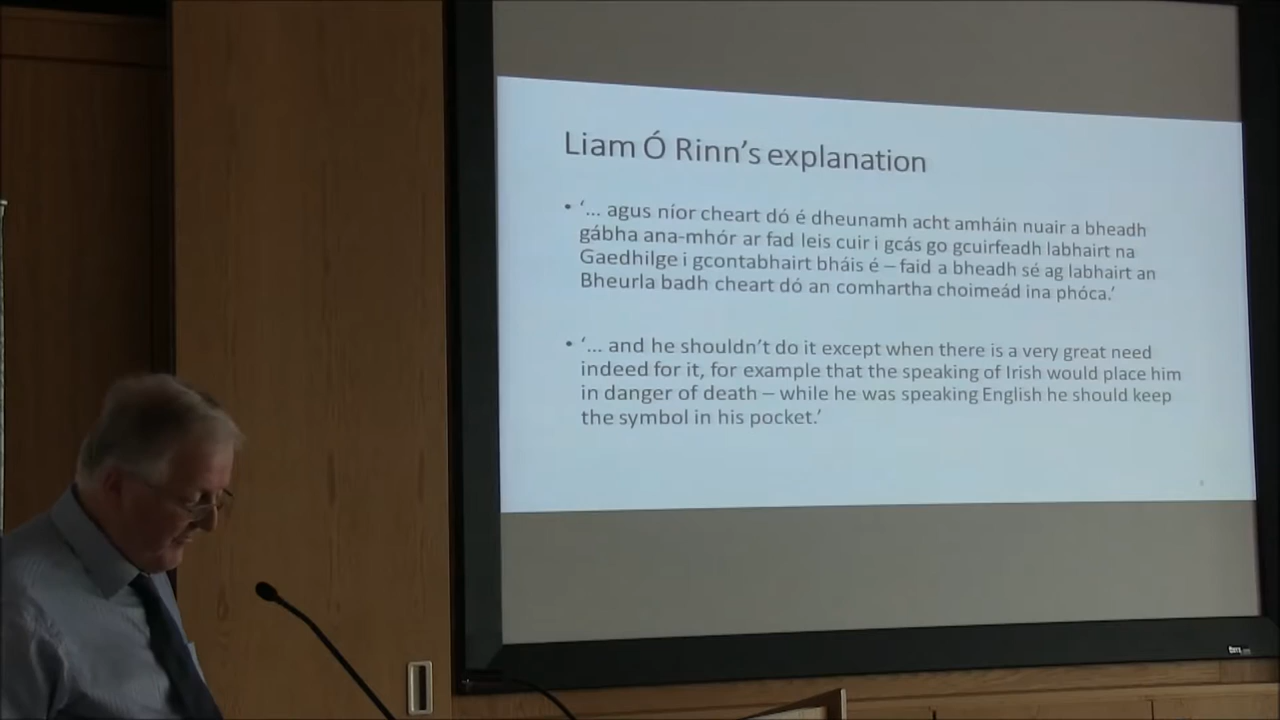 Liam Ó Rinn's explanation
• '... agus níor cheart dó é dheunamh acht amháin nuair a bheadh
gábha ana-mhór ar fad leis cuir i gcás go gcuirfeadh labhairt na
Gaedhilge i gcontabhairt bháis é – faid a bheadh sé ag labhairt an
Bheurla badh cheart dó an comhartha choimeád ina phóca.'
• '... and he shouldn't do it except when there is a very great need
indeed for it, for example that the speaking of Irish would place him
in danger of death – while he was speaking English he should keep
the symbol in his pocket.'